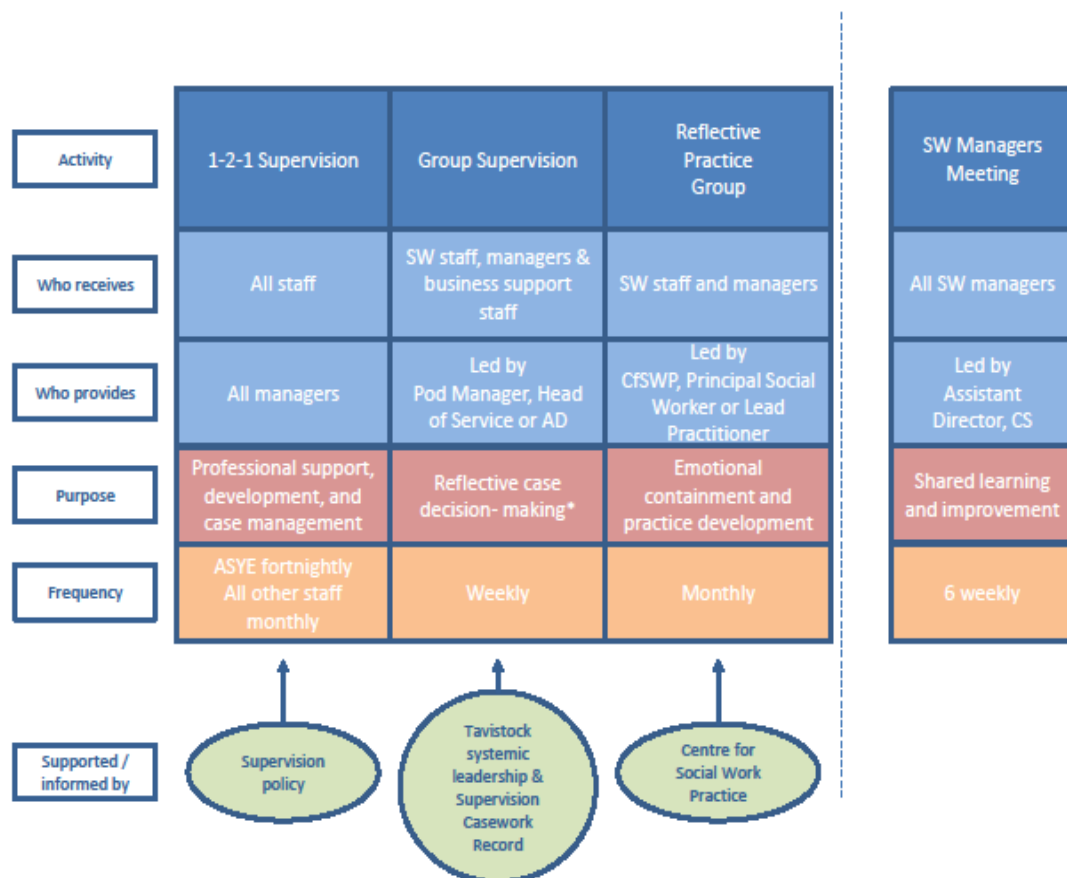 Activity
1-2-1 Supervision
Group Supervision
Reflective
Practice
Group
SW Managers
Meeting
Who receives
All staff
SW staff, managers &
business support
staff
SW staff and managers
All SW managers
Who provides
All managers
Led by
Pod Manager, Head
of Service or AD
Led by
CfSWP, Principal Social
Worker or Lead
Practitioner
Led by
Assistant
Director, CS
Purpose
Professional support,
development, and
case management
Reflective case
decision- making*
Emotional
containment and
practice development
Shared learning
and improvement
Frequency
ASYE fortnightly
All other staff
monthly
Weekly
Monthly
6 weekly
Supported /
informed by
Supervision
policy
Tavistock
systemic
leadership &
Supervision
Casework
Record
Centre for
Social Work
Practice